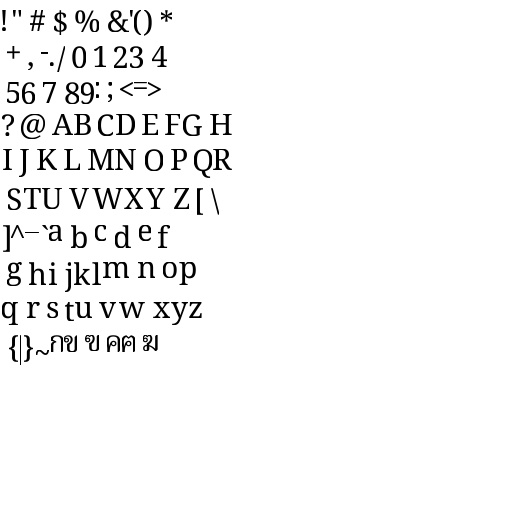 ! " # $ % & ' ( ) *
+ , - . / 0 1 2 3 4
5 6 7 8 9 : ; < = >
? @ A B C D E F G H
I J K L M N O P Q R
S T U V W X Y Z [ \
] ^ _ ` a b c d e f
g h i j k l m n o p
q r s t u v w x y z
{ | } ~ ก ข ฃ ค ฅ ฆ